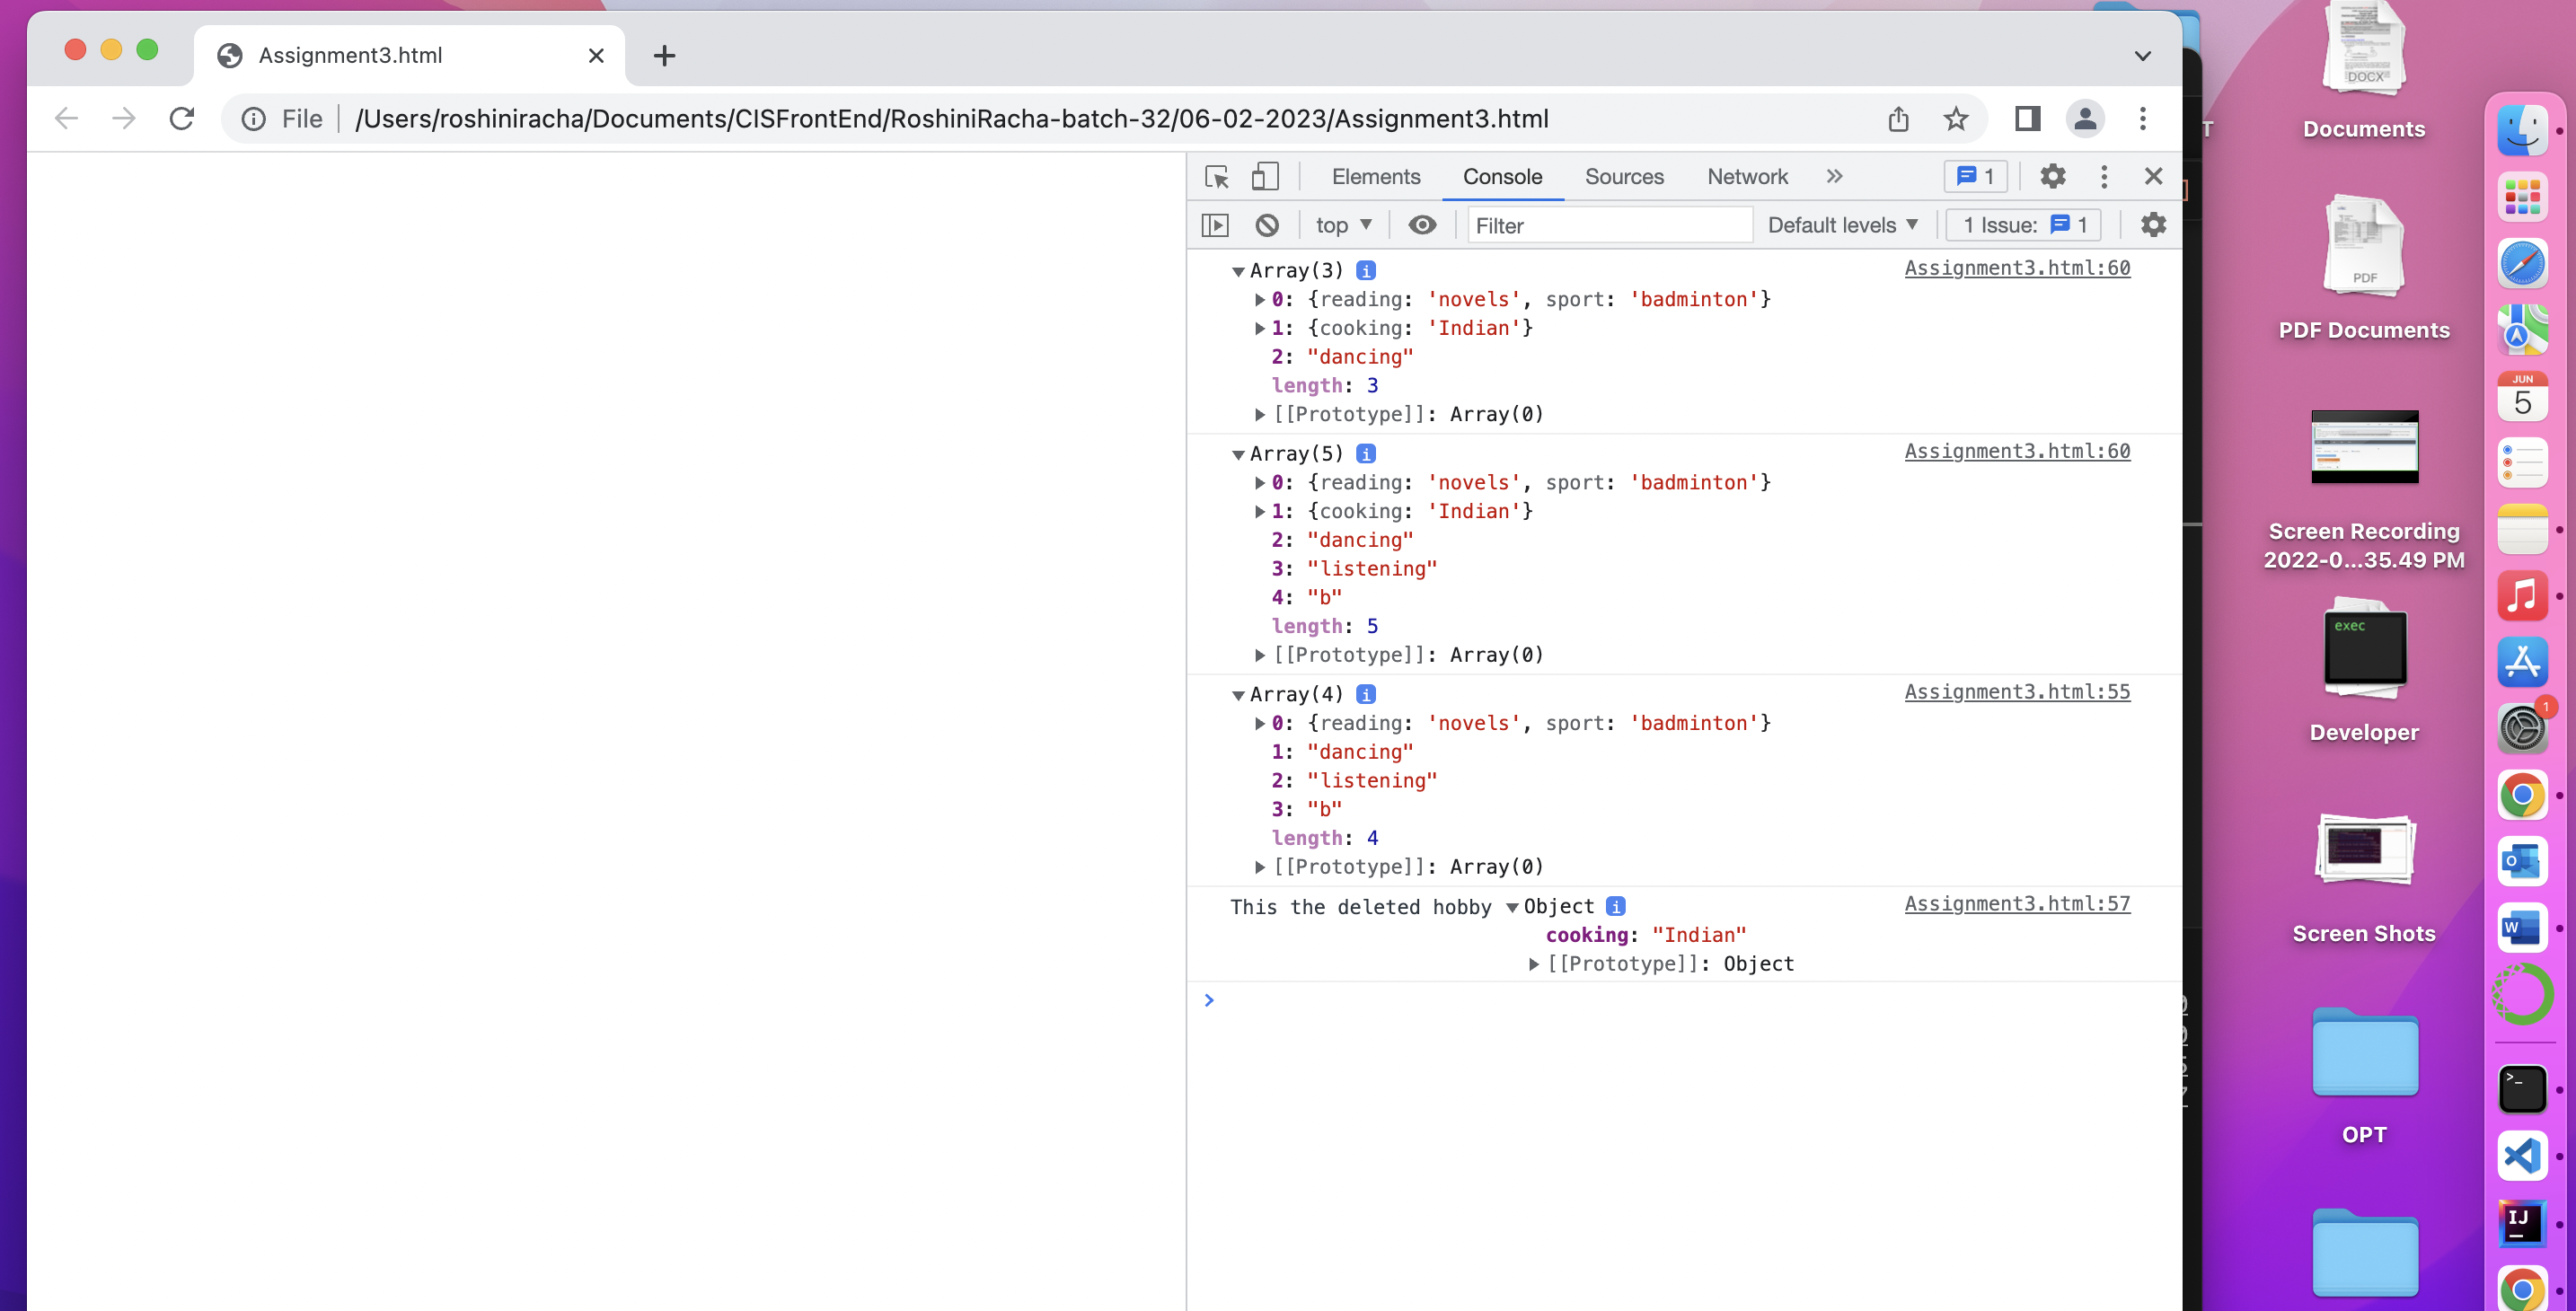 Assignment3.html
File /Users/roshiniracha/Documents/CISFrontEnd/RoshiniRacha-batch-32/06-02-2023/Assignment3.html
Elements Console Sources Network 1
top Filter Default levels 1 Issue: 1
Array(3) Assignment3.html:60
0: {reading: 'novels', sport: 'badminton'}
1: {cooking: 'Indian'}
2: "dancing"
length: 3
[[Prototype]]: Array(0)
Array(5) Assignment3.html:60
0: {reading: 'novels', sport: 'badminton'}
1: {cooking: 'Indian'}
2: "dancing"
3: "listening"
4: "b"
length: 5
[[Prototype]]: Array(0)
Array(4) Assignment3.html:55
0: {reading: 'novels', sport: 'badminton'}
1: "dancing"
2: "listening"
3: "b"
length: 4
[[Prototype]]: Array(0)
This the deleted hobby Object Assignment3.html:57
cooking: "Indian"
[[Prototype]]: Object
DOCX
Documents
PDF
PDF Documents
Screen Recording
2022-0...35.49 PM
exec
Developer
Screen Shots
OPT
JUN
5
1
O
W
>_
IJ